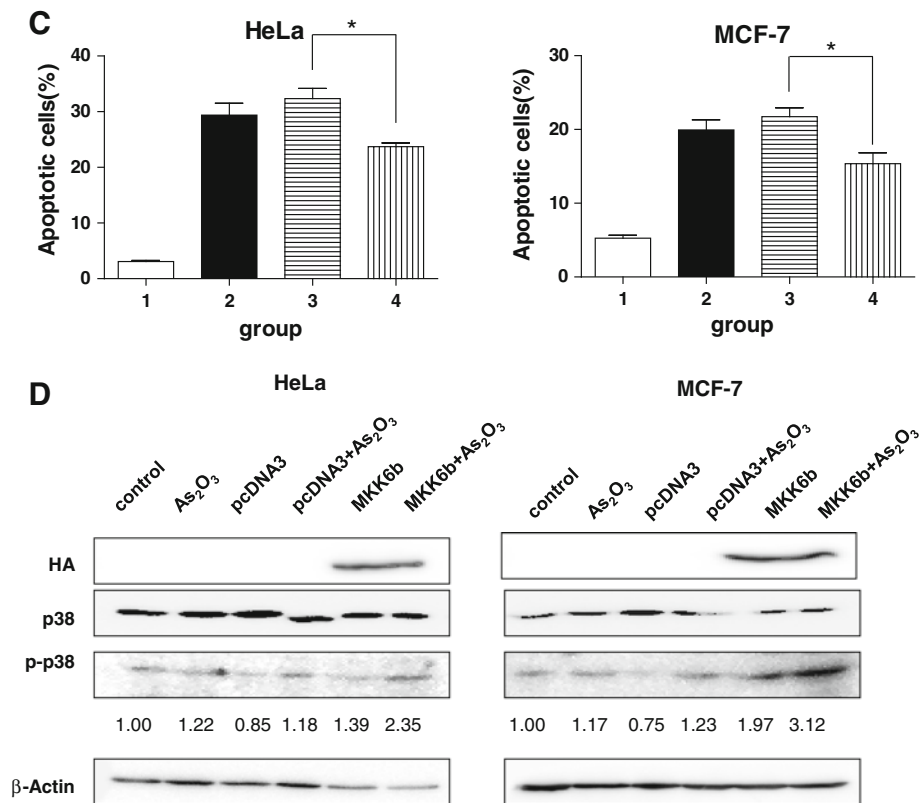 C
HeLa
*
Apoptotic cells(%)
40
30
20
10
0
1 2 3 4
group
MCF-7
*
Apoptotic cells(%)
30
20
10
0
1 2 3 4
group
D
HeLa
control As₂O₃ pcDNA3 pcDNA3+As₂O₃ MKK6b MKK6b+As₂O₃
MCF-7
control As₂O₃ pcDNA3 pcDNA3+As₂O₃ MKK6b MKK6b+As₂O₃
HA
p38
p-p38
1.00 1.22 0.85 1.18 1.39 2.35
1.00 1.17 0.75 1.23 1.97 3.12
β-Actin